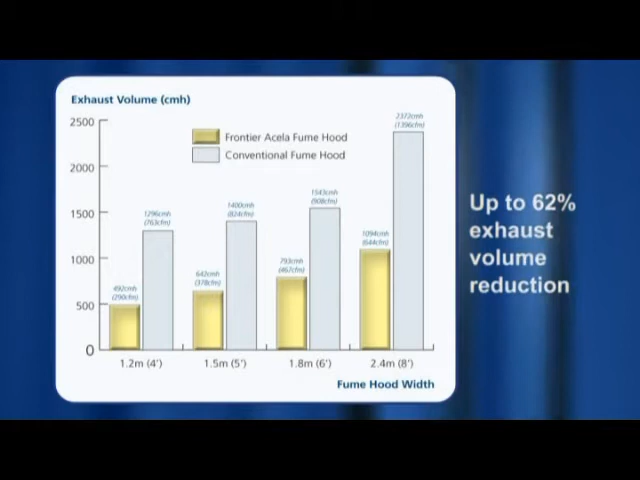 Exhaust Volume (cmh)
2500
2000
1500
1000
500
0
Frontier Acela Fume Hood
Conventional Fume Hood
492cmh
(290cfm)
1296cmh
(763cfm)
642cmh
(378cfm)
1400cmh
(824cfm)
793cmh
(467cfm)
1543cmh
(908cfm)
1094cmh
(644cfm)
2372cmh
(1396cfm)
1.2m (4')
1.5m (5')
1.8m (6')
2.4m (8')
Fume Hood Width
Up to 62%
exhaust
volume
reduction